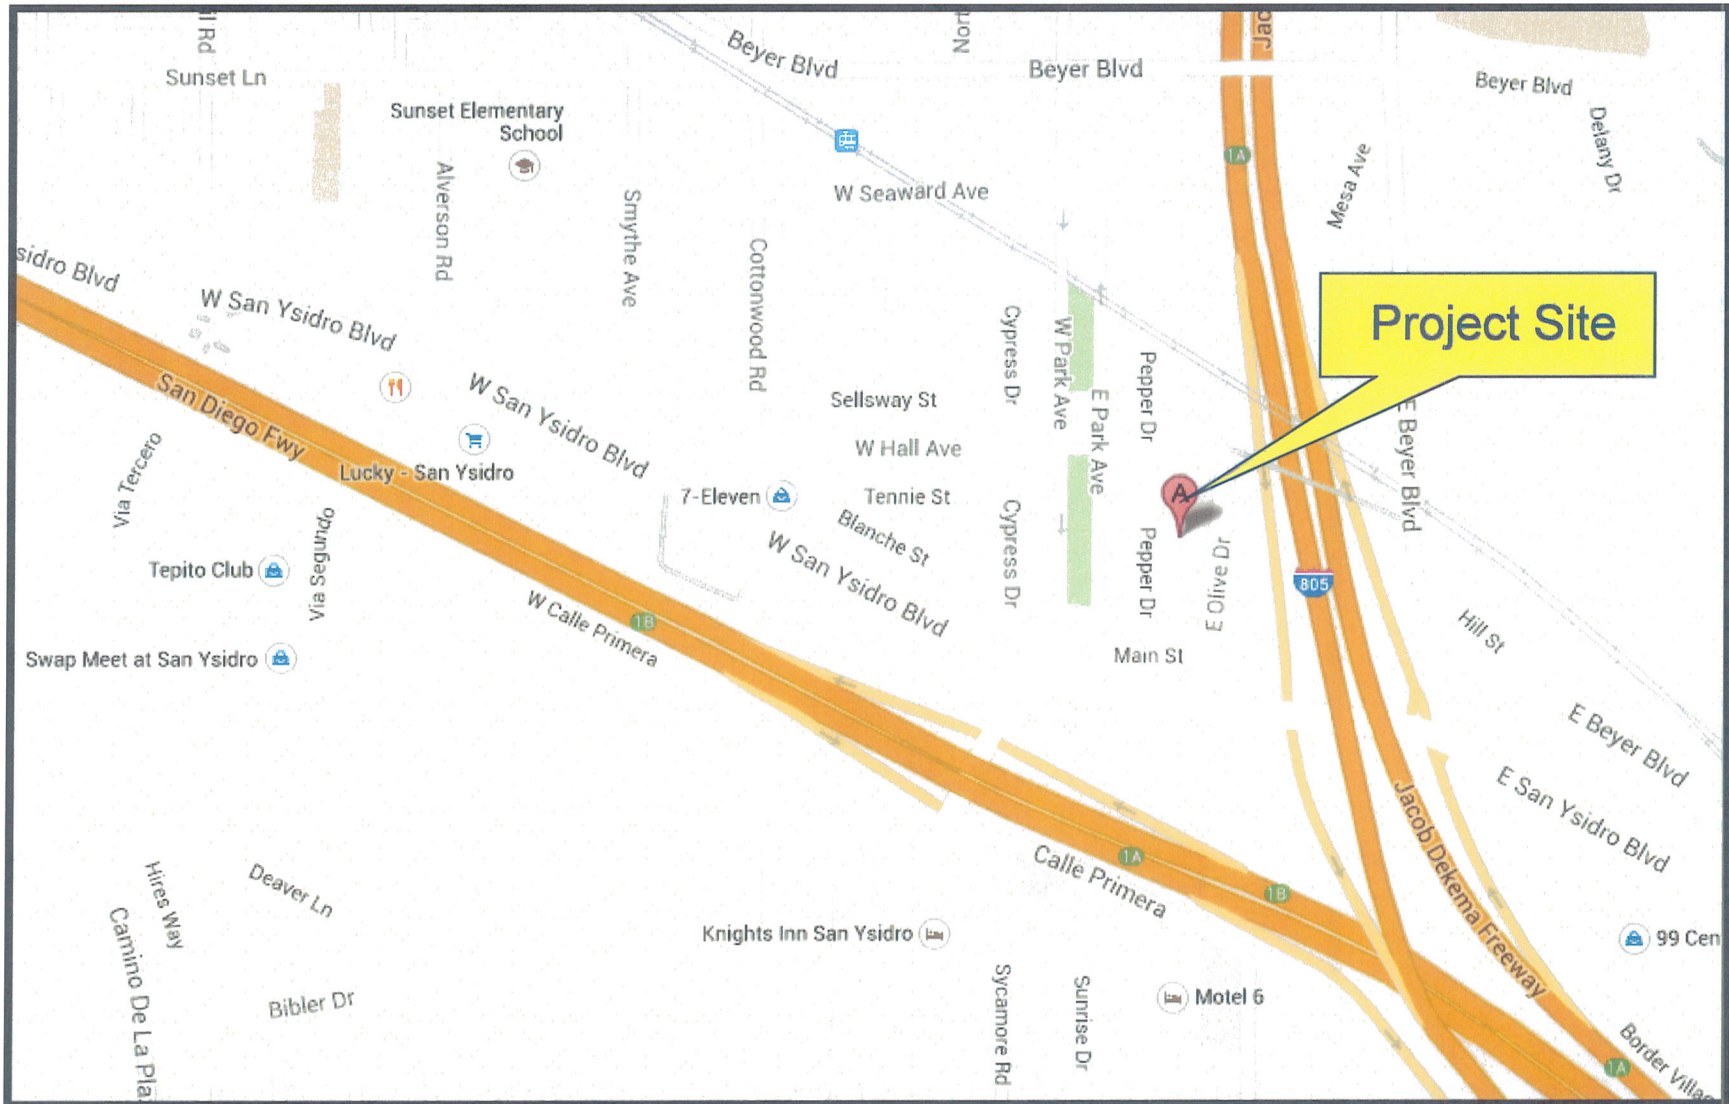 Rd
Sunset Ln
Beyer Blvd
Beyer Blvd
Beyer Blvd
Delany Dr
Sunset Elementary
School
1A
Mesa Ave
Alverson Rd
Smythe Ave
W Seaward Ave
Cottonwood Rd
sidro Blvd
W San Ysidro Blvd
Project Site
Cypress Dr
W Park Ave
E Park Ave
Pepper Dr
E Beyer Blvd
San Diego Fwy
W San Ysidro Blvd
Sellsway St
W Hall Ave
Lucky - San Ysidro
Via Tercero
7-Eleven
Tennie St
A
Blanche St
W San Ysidro Blvd
Cypress Dr
Pepper Dr
E Olive Dr
805
Via Segundo
Tepito Club
W Calle Primera
1B
Hill St
Swap Meet at San Ysidro
Main St
E Beyer Blvd
E San Ysidro Blvd
Jacob Dekema Freeway
1A
1B
Calle Primera
Hires Way
Deaver Ln
Camino De La Pla
Knights Inn San Ysidro
99 Cen
Bibler Dr
Sycamore Rd
Sunrise Dr
Motel 6
Border Villag
1A